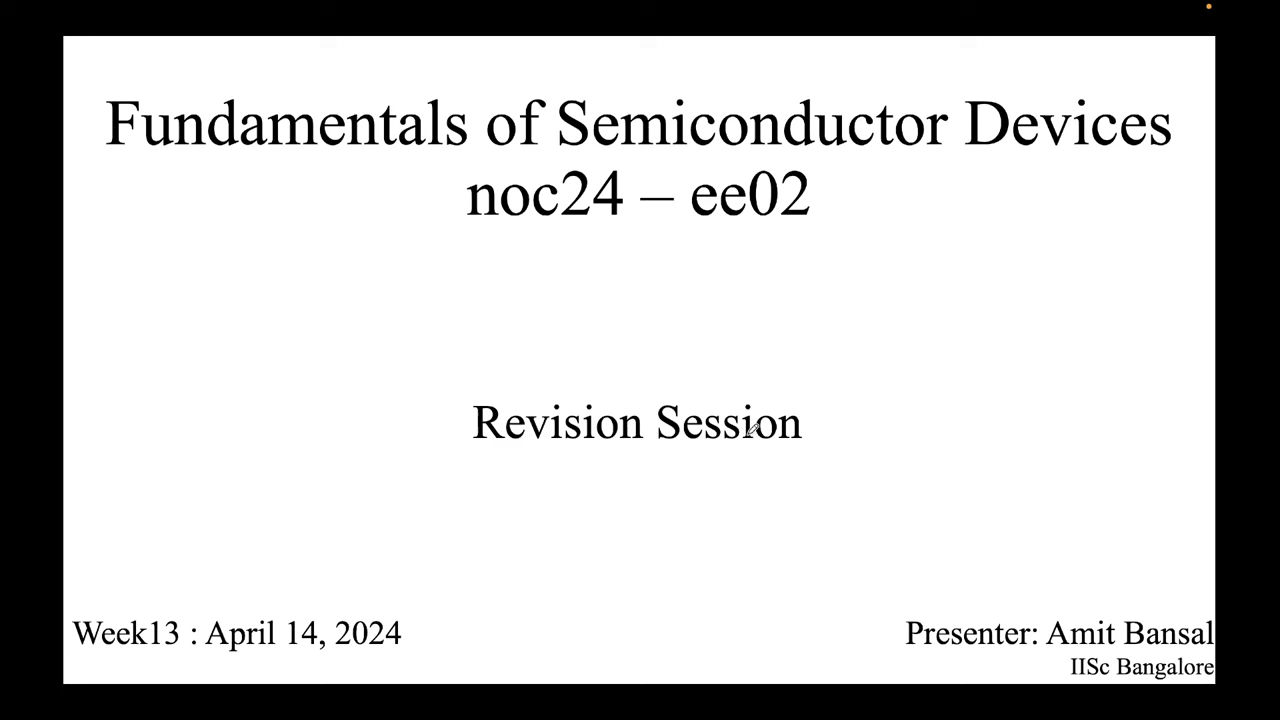 Fundamentals of Semiconductor Devices
noc24 – ee02
Revision Session
Week13 : April 14, 2024
Presenter: Amit Bansal
IISc Bangalore